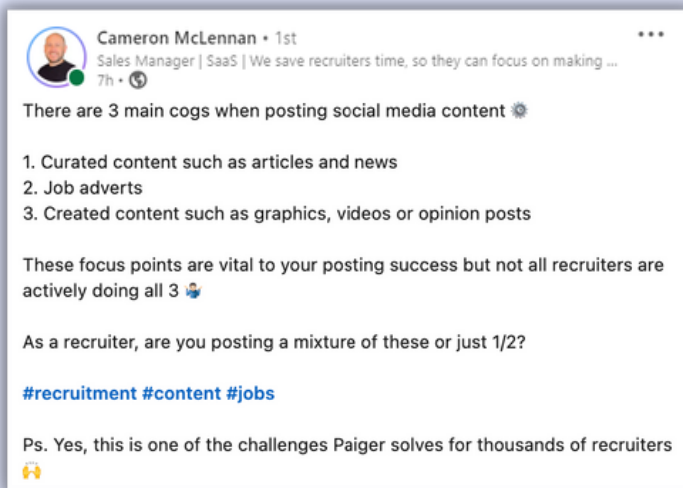 Cameron McLennan • 1st
Sales Manager | SaaS | We save recruiters time, so they can focus on making ...
7h •
There are 3 main cogs when posting social media content ⚙️
1. Curated content such as articles and news
2. Job adverts
3. Created content such as graphics, videos or opinion posts
These focus points are vital to your posting success but not all recruiters are
actively doing all 3 🤷🏻‍♂️
As a recruiter, are you posting a mixture of these or just 1/2?
#recruitment #content #jobs
Ps. Yes, this is one of the challenges Paiger solves for thousands of recruiters
🙌